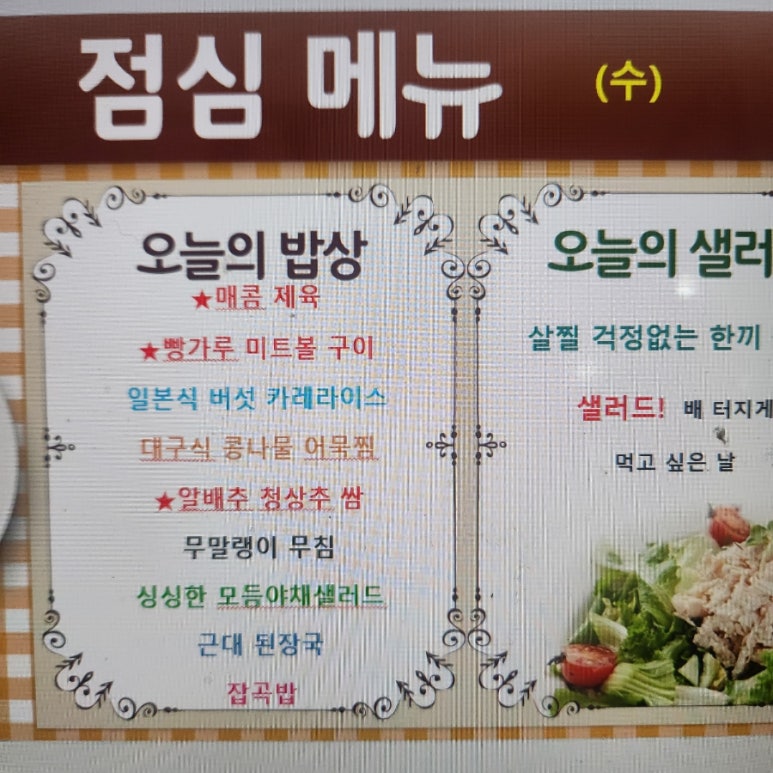 점심 메뉴 (수)
오늘의 밥상
★매콤 제육
★빵가루 미트볼 구이
일본식 버섯 카레라이스
대구식 콩나물 어묵찜
★알배추 청상추 쌈
무말랭이 무침
싱싱한 모듬야채샐러드
근대 된장국
잡곡밥
오늘의 샐러
살찔 걱정없는 한끼
샐러드! 배 터지게
먹고 싶은 날